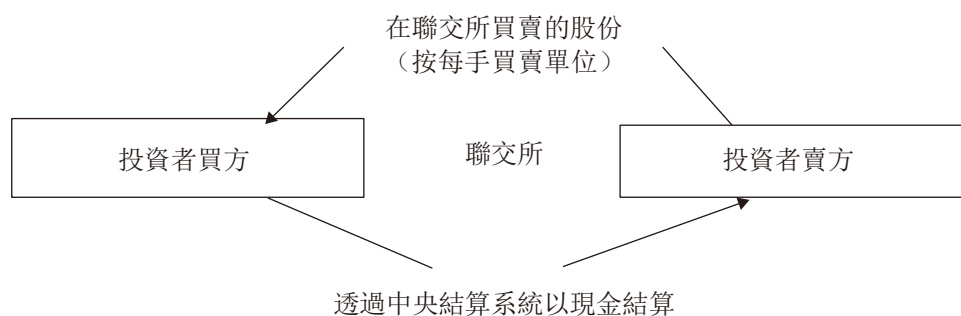 在聯交所買賣的股份
（按每手買賣單位）
投資者買方
聯交所
投資者賣方
透過中央結算系統以現金結算